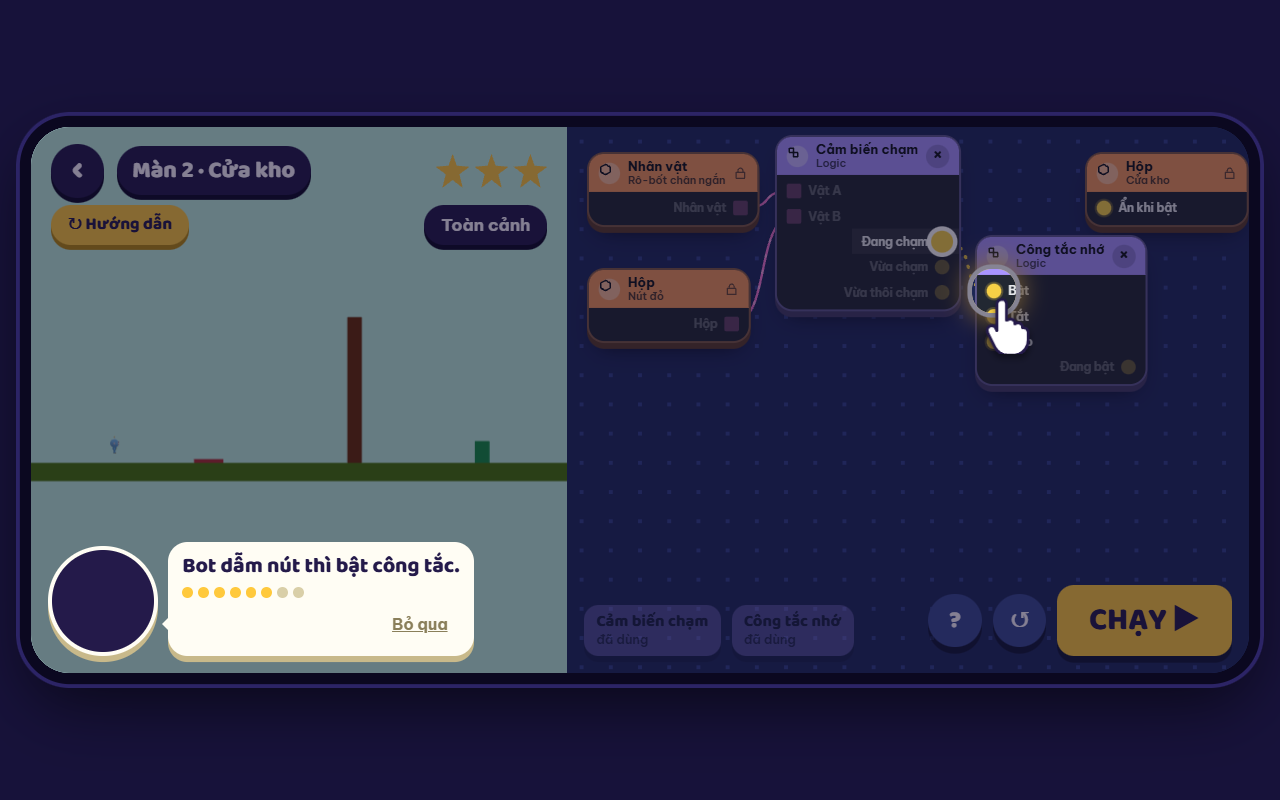 Màn 2 · Cửa kho
↻ Hướng dẫn
Toàn cảnh
Bot dẫm nút thì bật công tắc.
Bỏ qua
Nhân vật
Rô-bốt chân ngắn
Nhân vật
Hộp
Nút đỏ
Hộp
Cảm biến chạm
Logic
Vật A
Vật B
Đang chạm
Vừa chạm
Vừa thôi chạm
Công tắc nhớ
Logic
Bật
Tắt
Đang bật
Hộp
Cửa kho
Ẩn khi bật
Cảm biến chạm
đã dùng
Công tắc nhớ
đã dùng
?
CHẠY